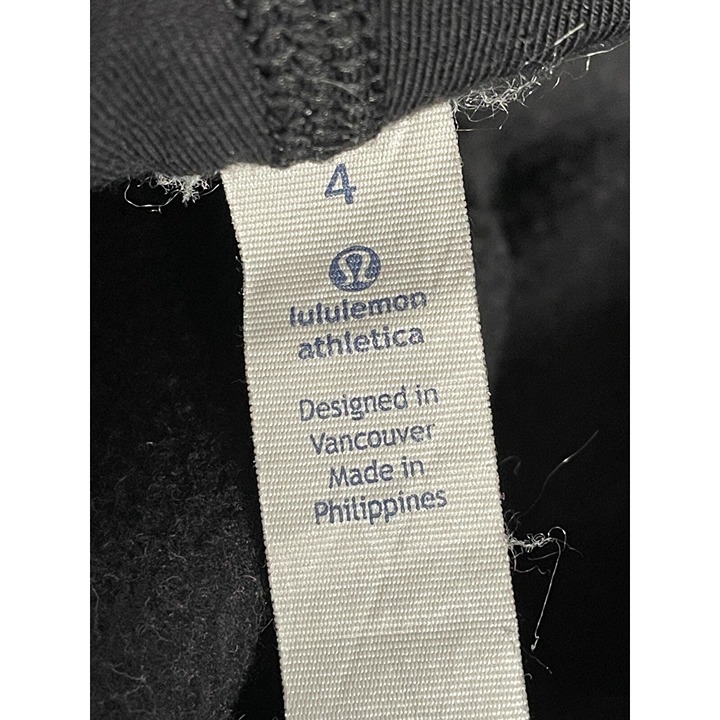 4
lululemon
athletica
Designed in
Vancouver
Made in
Philippines